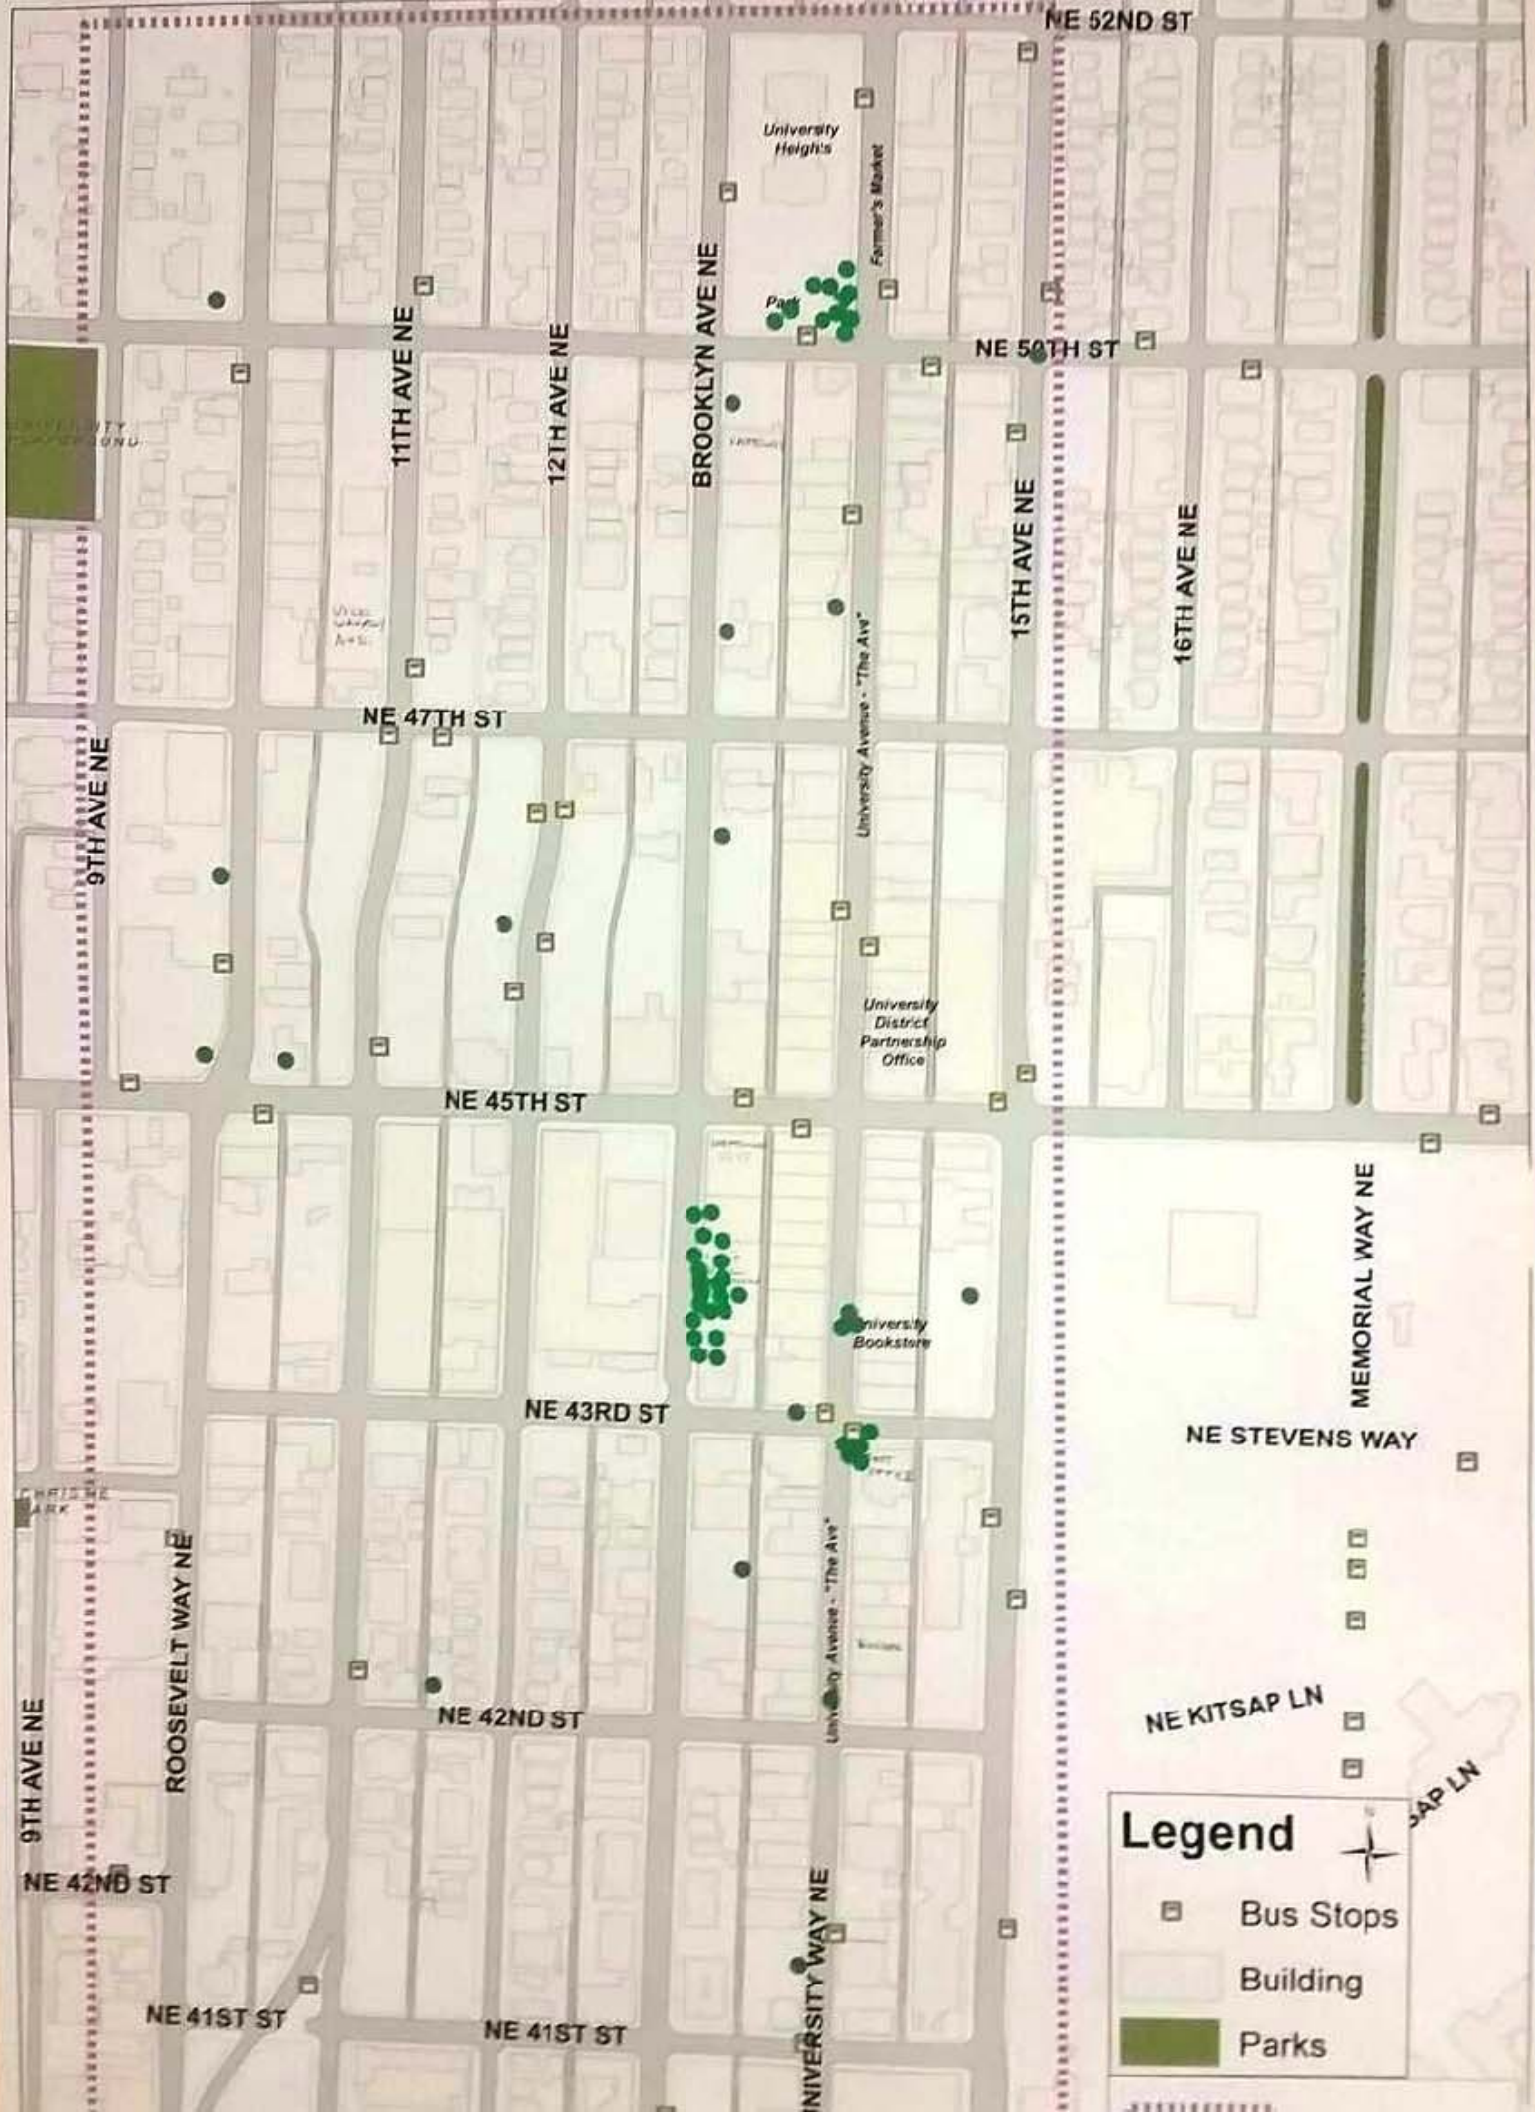 NE 52ND ST
University
Heights
Farmer's Market
Park
BROOKLYN AVE NE
11TH AVE NE
12TH AVE NE
NE 50TH ST
UNIVERSITY
PLAYGROUND
15TH AVE NE
16TH AVE NE
University Avenue - "The Ave"
NE 47TH ST
9TH AVE NE
University
District
Partnership
Office
NE 45TH ST
MEMORIAL WAY NE
University
Bookstore
NE 43RD ST
NE STEVENS WAY
ROOSEVELT WAY NE
University Avenue - "The Ave"
9TH AVE NE
NE 42ND ST
NE KITSAP LN
SAP LN
NE 42ND ST
UNIVERSITY WAY NE
NE 41ST ST
NE 41ST ST
Legend
Bus Stops
Building
Parks